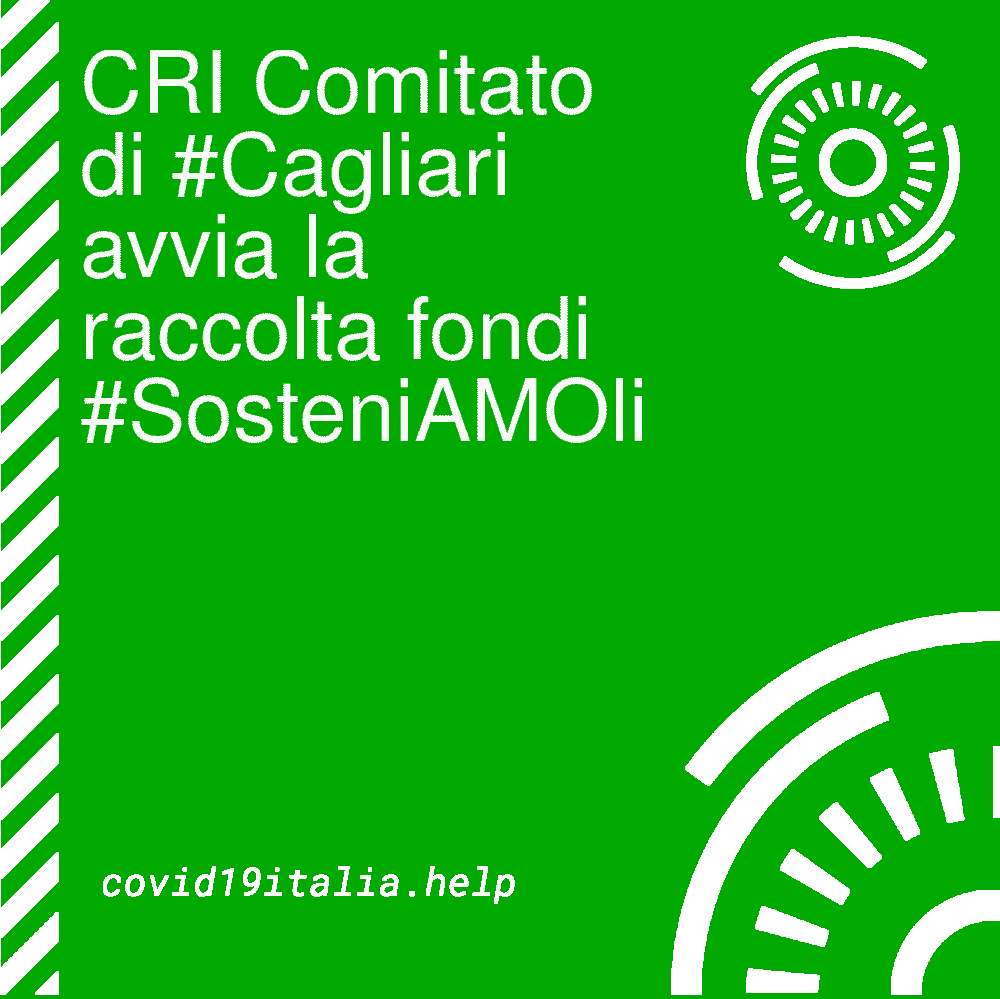 CRI Comitato
di #Cagliari
avvia la
raccolta fondi
#SosteniAMOli
covid19italia.help